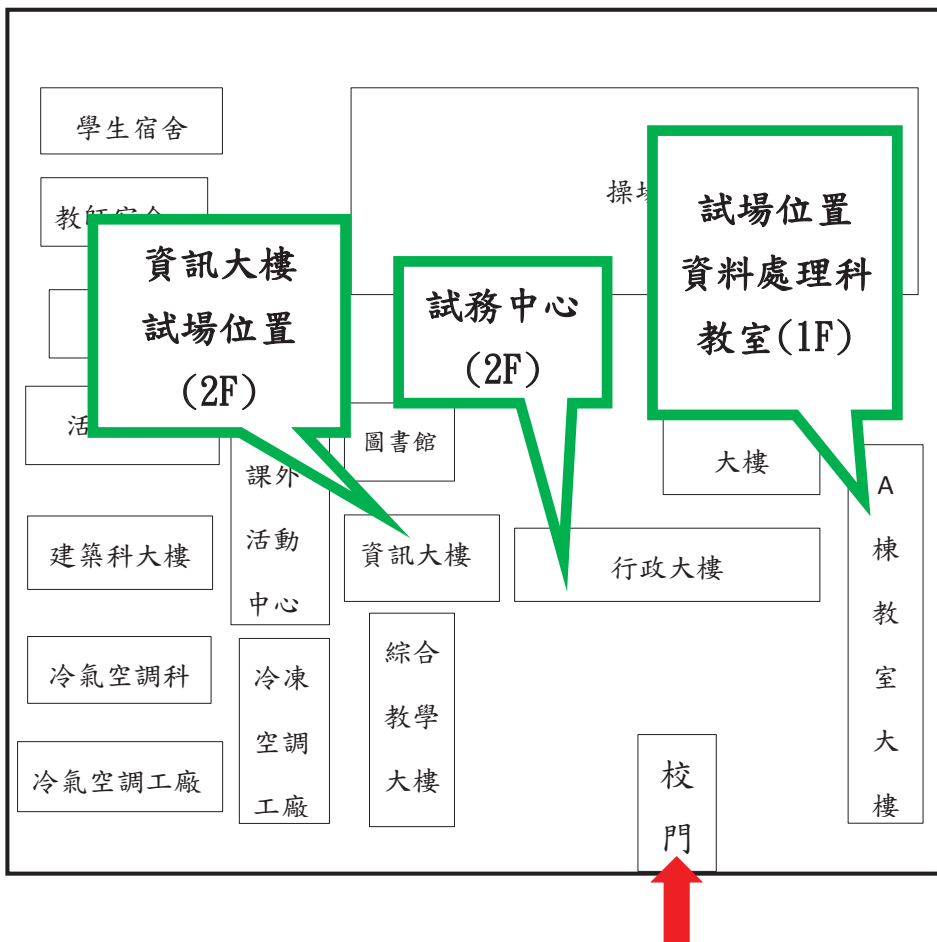 學生宿舍
操場
試場位置
資料處理科
教室(1F)
資訊大樓
試場位置
(2F)
試務中心
(2F)
圖書館
大樓
課外
活動
中心
建築科大樓
資訊大樓
行政大樓
A
棟
教
室
大
樓
冷氣空調科
冷凍
空調
工廠
綜合
教學
大樓
冷氣空調工廠
校
門